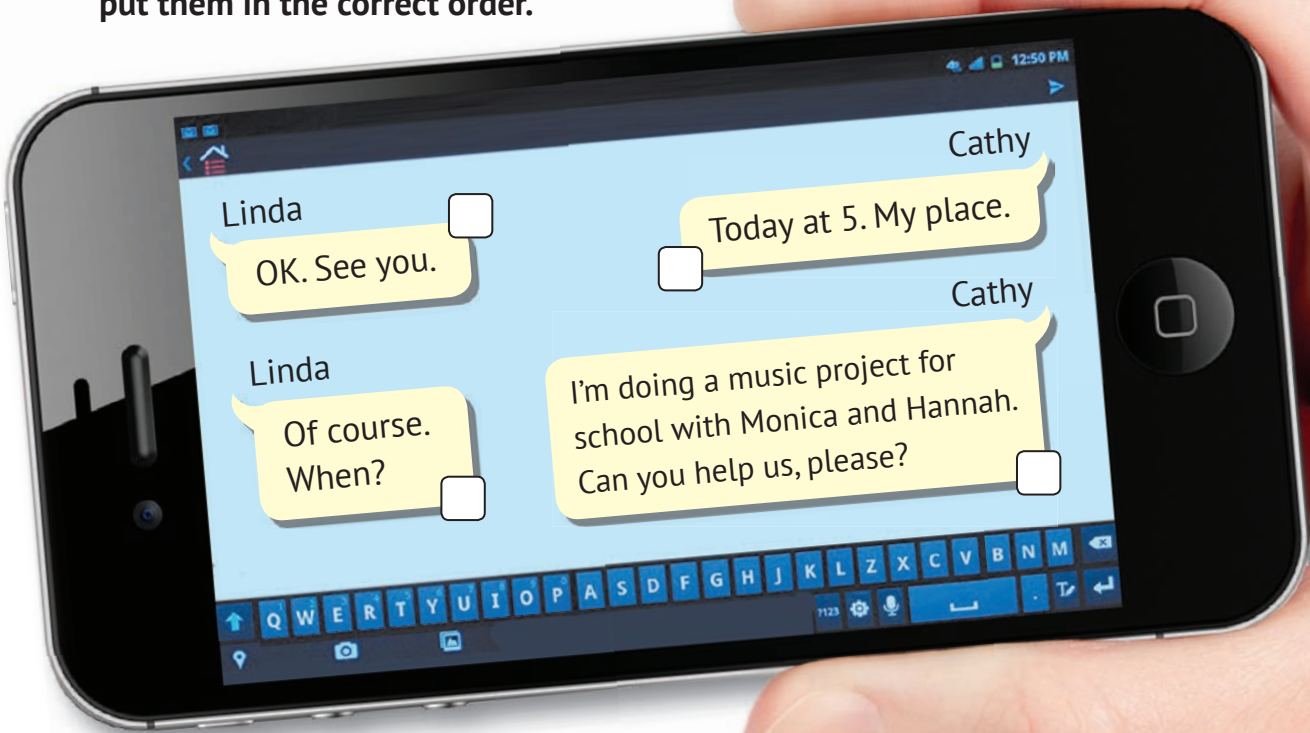 put them in the correct order.
12:50 PM
Linda
OK. See you.
Cathy
Today at 5. My place.
Linda
Of course.
When?
Cathy
I'm doing a music project for
school with Monica and Hannah.
Can you help us, please?
Q W E R T Y U I O P A S D F G H J K L Z X C V B N M
?123 .